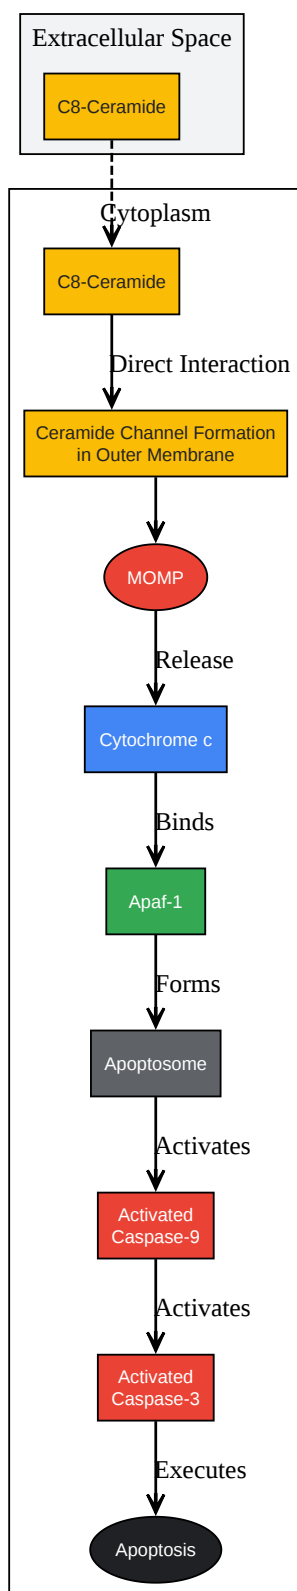 Extracellular Space
C8-Ceramide
Cytoplasm
C8-Ceramide
Direct Interaction
Ceramide Channel Formation
in Outer Membrane
MOMP
Release
Cytochrome c
Binds
Apaf-1
Forms
Apoptosome
Activates
Activated
Caspase-9
Activates
Activated
Caspase-3
Executes
Apoptosis